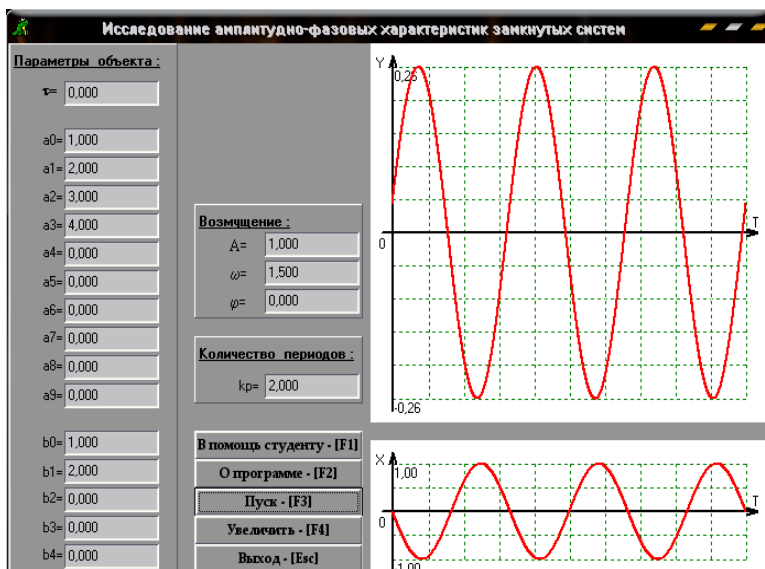 Исследование амплитудно-фазовых характеристик замкнутых систем
Параметры объекта :
τ= 0,000
a0= 1,000
a1= 2,000
a2= 3,000
a3= 4,000
a4= 0,000
a5= 0,000
a6= 0,000
a7= 0,000
a8= 0,000
a9= 0,000
b0= 1,000
b1= 2,000
b2= 0,000
b3= 0,000
b4= 0,000
Возмущение :
A= 1,000
ω= 1,500
φ= 0,000
Количество периодов :
kp= 2,000
В помощь студенту - [F1]
О программе - [F2]
Пуск - [F3]
Увеличить - [F4]
Выход - [Esc]
Y
0,26
T
0
-0,26
X
1,00
T
0
-1,00